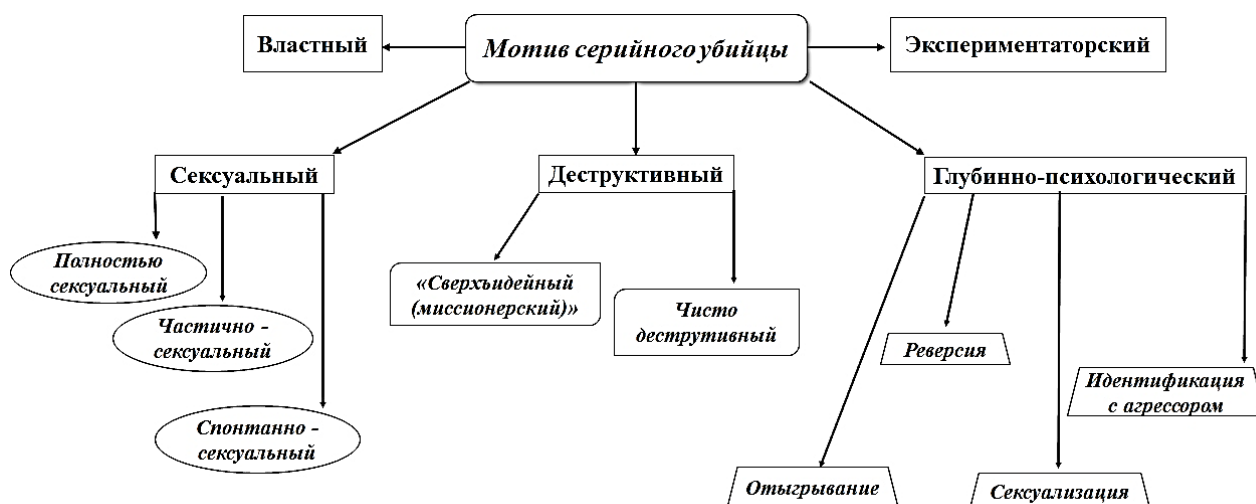 Властный
Мотив серийного убийцы
Экспериментаторский
Сексуальный
Деструктивный
Глубинно-психологический
Полностью
сексуальный
Частично -
сексуальный
Спонтанно -
сексуальный
«Сверхъидейный
(миссионерский)»
Чисто
деструтивный
Отыгрывание
Реверсия
Сексуализация
Идентификация
с агрессором